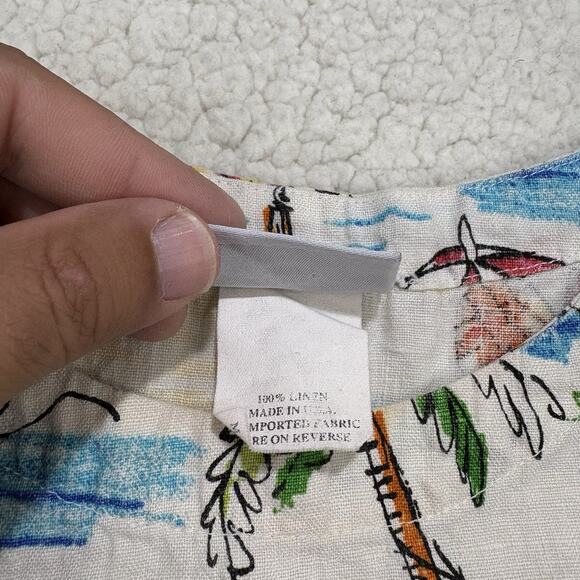 100% LINEN
MADE IN U.S.A.
MPORTED FABRIC
RE ON REVERSE